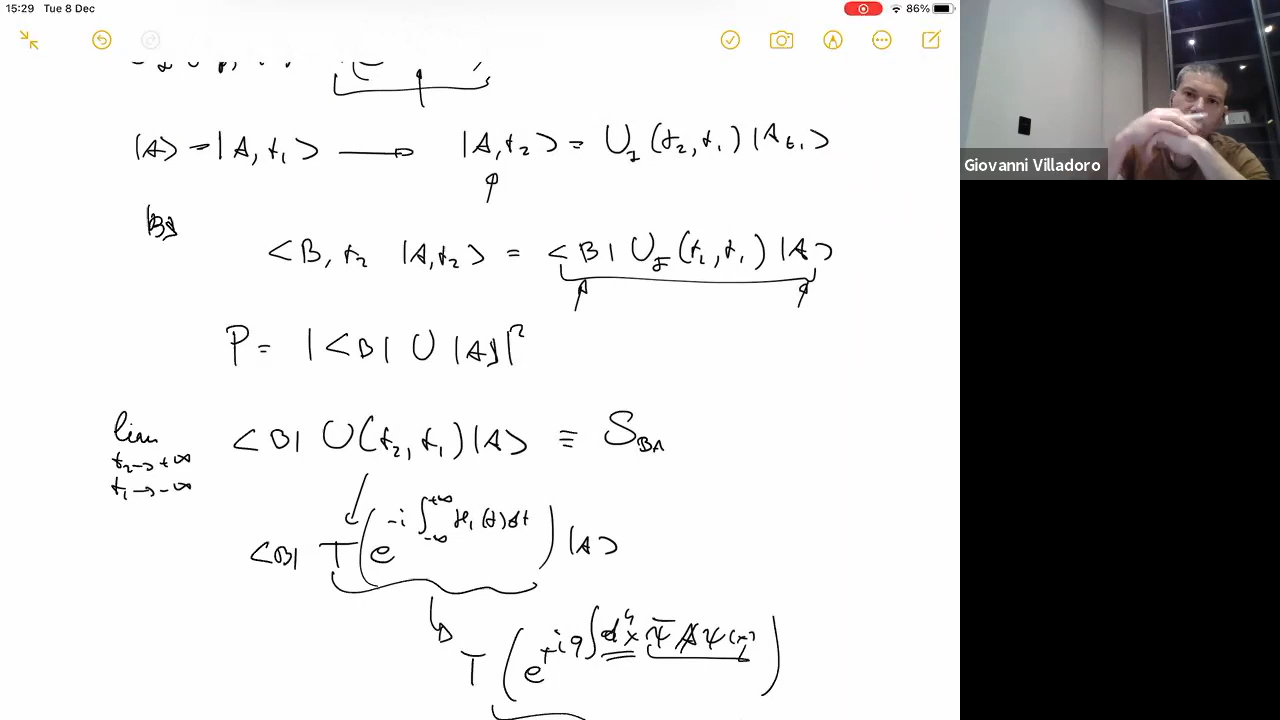 15:29 Tue 8 Dec
86%
|A> = |A, t₁> → |A, t₂> = U_I (t₂, t₁) |A t₁>
|B>
<B, t₂ |A, t₂> = <B| U_I (t₂, t₁) |A>
P = |<B| U |A>|²
lim t₂→+∞ t₁→-∞ <B| U(t₂, t₁) |A> ≡ S_BA
<B| T(e^{-i ∫_{-∞}^{+∞} H_I (t) dt}) |A>
T(e^{+iq∫d⁴x ψ̄ A̸ ψ(x)})
Giovanni Villadoro